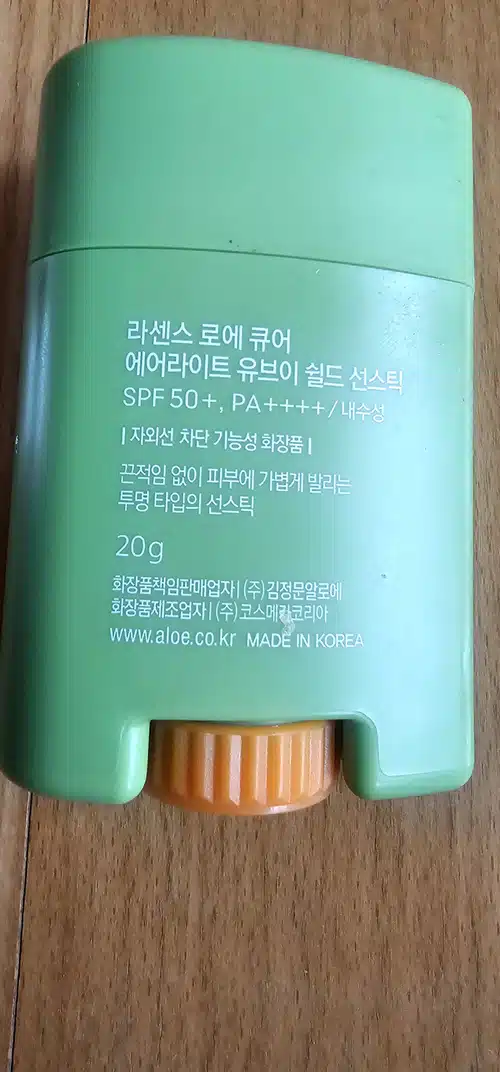 라센스 로에 큐어
에어라이트 유브이 쉴드 선스틱
SPF 50+, PA++++/내수성
| 자외선 차단 기능성 화장품 |
끈적임 없이 피부에 가볍게 발리는
투명 타입의 선스틱
20g
화장품책임판매업자 | (주)김정문알로에
화장품제조업자 | (주)코스메카코리아
www.aloe.co.kr MADE IN KOREA